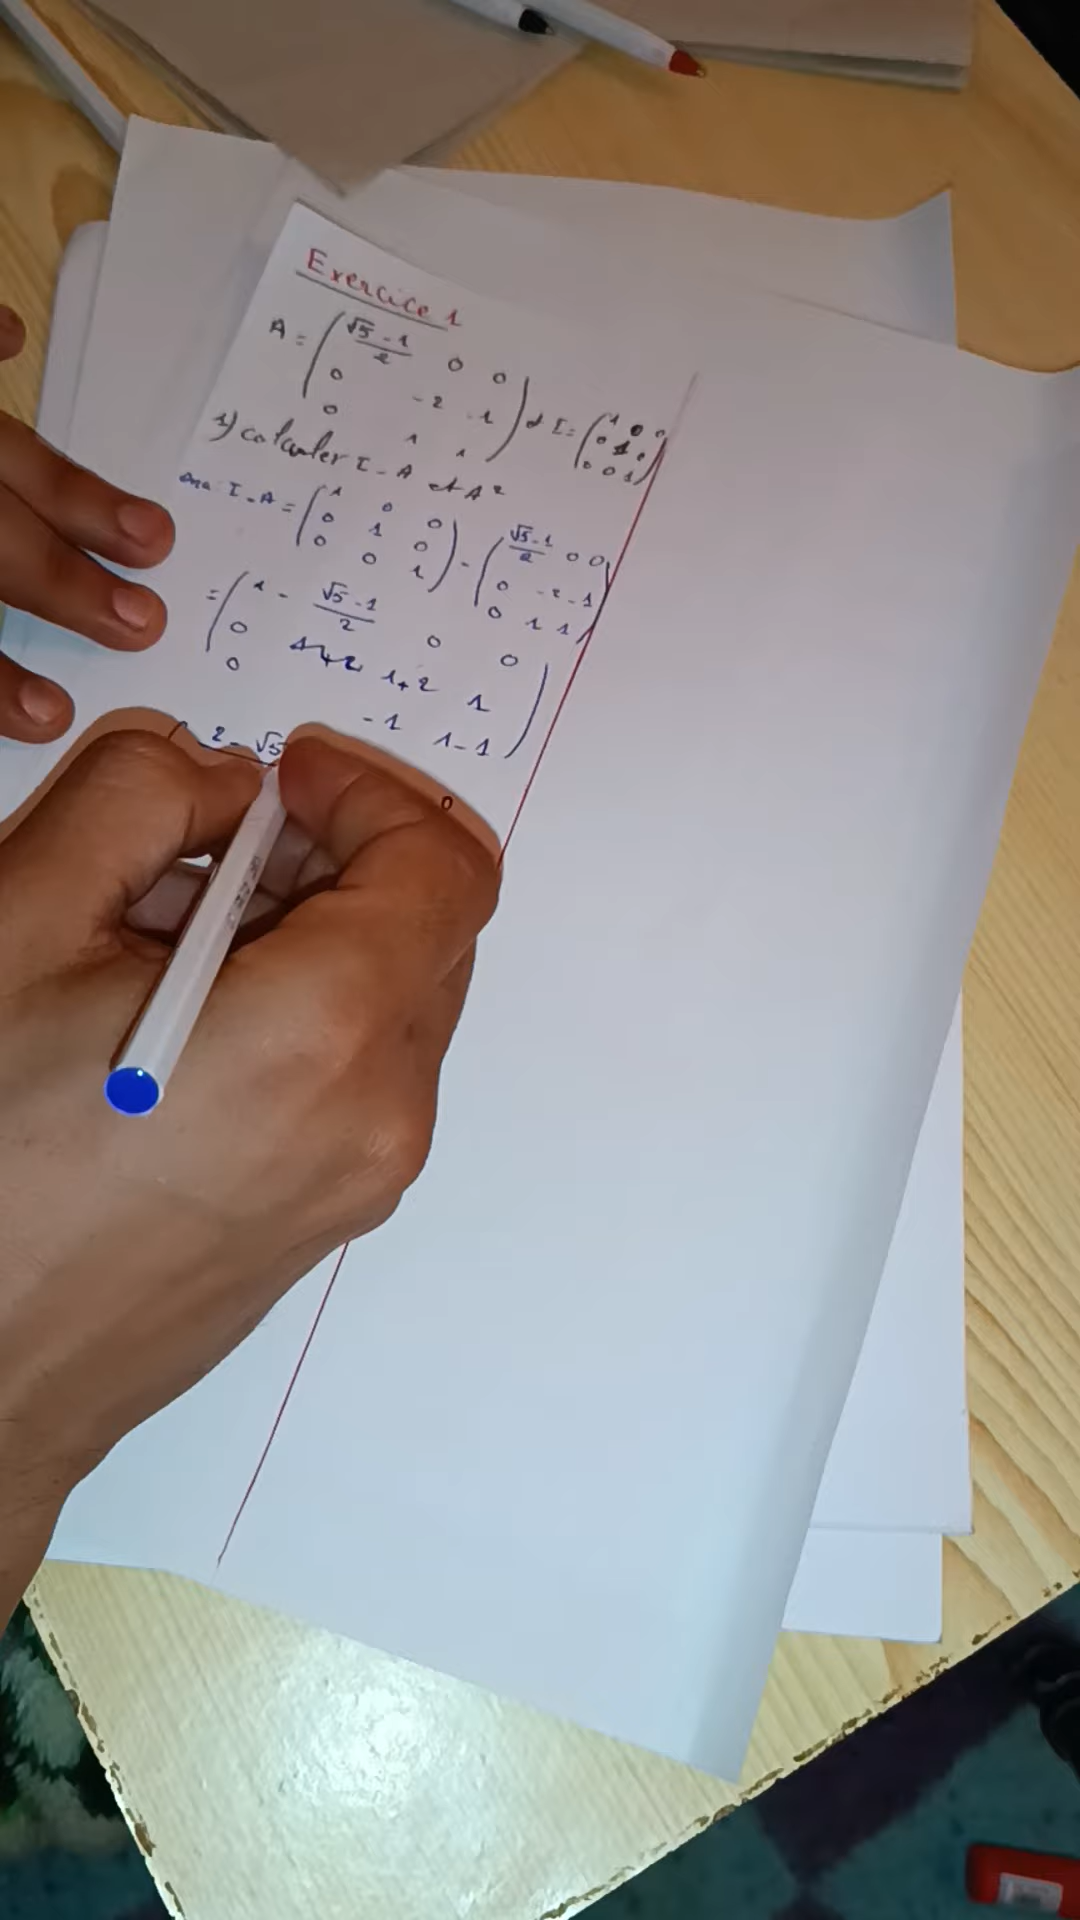 Exercice 1
A = ( √5 - 1 / 2 0 0
0 - 2 - 1
0 1 1 ) et I = ( 1 0 0
0 1 0
0 0 1 )
1) calculer I - A et A²
ona: I - A = ( 1 0 0
0 1 0
0 0 1 ) - ( √5 - 1 / 2 0 0
0 - 2 - 1
0 1 1 )
= ( 1 - √5 - 1 / 2 0 0
0 1 + 2 1
0 - 1 1 - 1 )
( 2 - √5 0